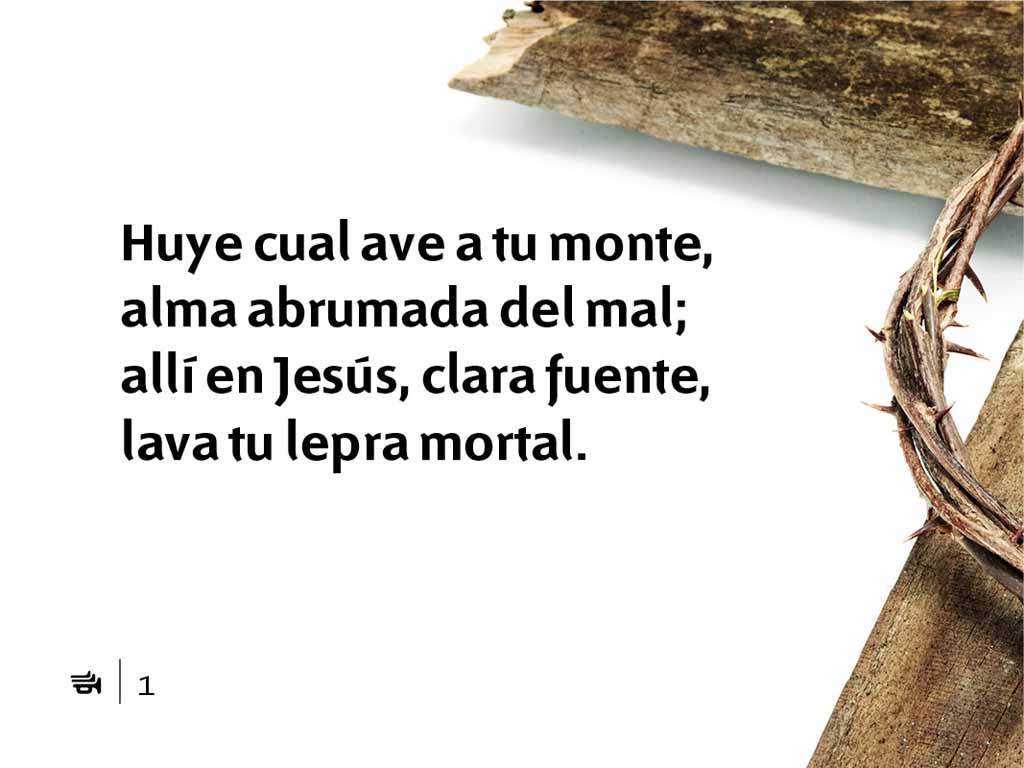 Huye cual ave a tu monte,
alma abrumada del mal;
allí en Jesús, clara fuente,
lava tu lepra mortal.
1